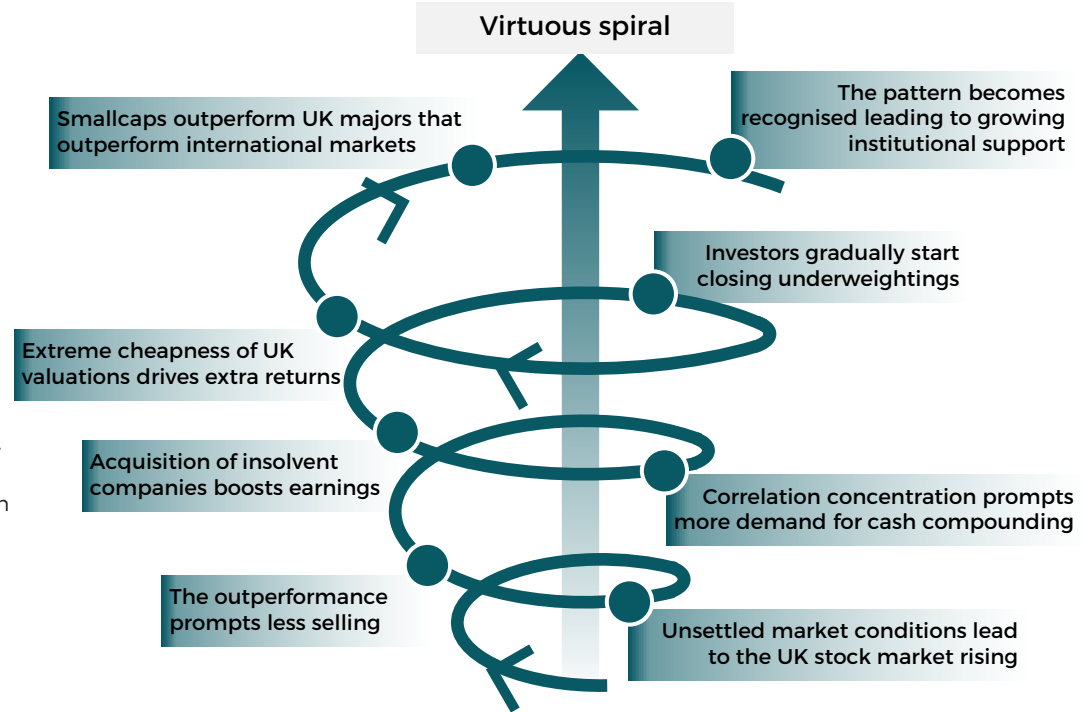 Virtuous spiral
The pattern becomes
recognised leading to growing
institutional support
Smallcaps outperform UK majors that
outperform international markets
Investors gradually start
closing underweightings
Extreme cheapness of UK
valuations drives extra returns
Acquisition of insolvent
companies boosts earnings
Correlation concentration prompts
more demand for cash compounding
The outperformance
prompts less selling
Unsettled market conditions lead
to the UK stock market rising